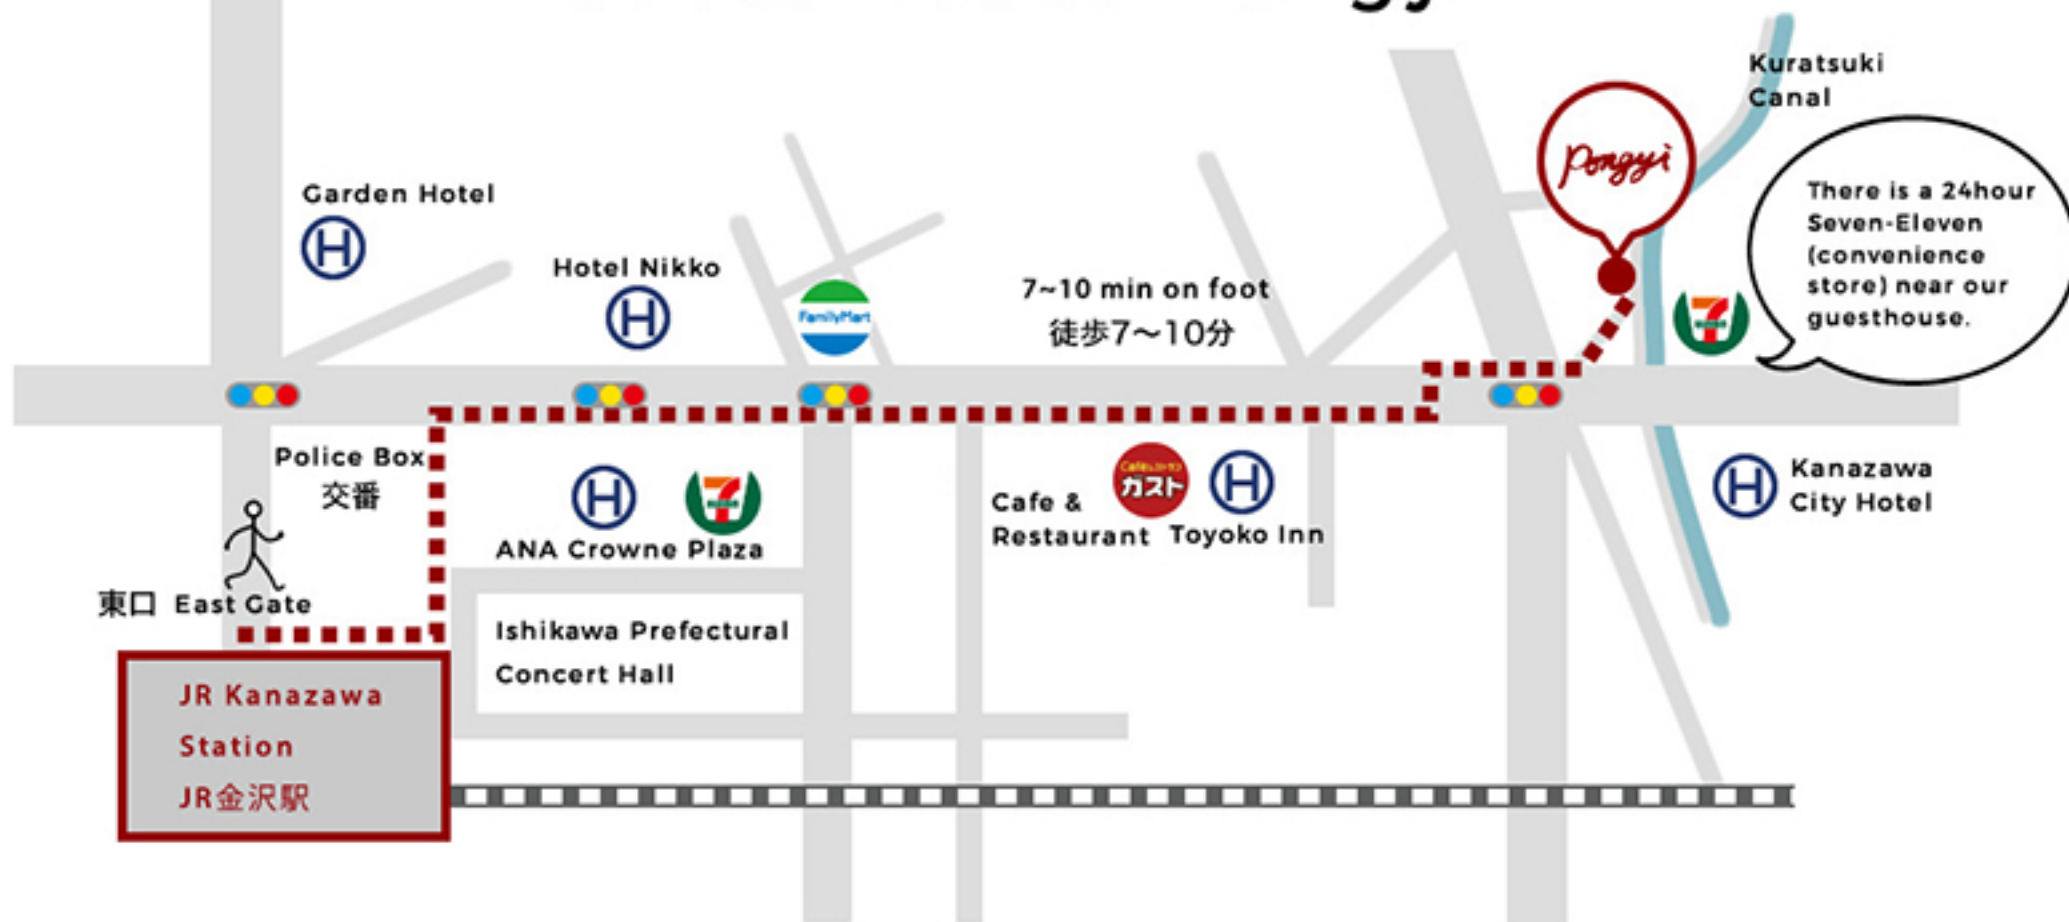 Kuratsuki
Canal
Pongyi
There is a 24hour
Seven-Eleven
(convenience
store) near our
guesthouse.
Garden Hotel
H
Hotel Nikko
H
FamilyMart
7~10 min on foot
徒歩7〜10分
7
Police Box
交番
H
7
ANA Crowne Plaza
Cafe &
Restaurant
ガスト
H
Toyoko Inn
H
Kanazawa
City Hotel
東口 East Gate
Ishikawa Prefectural
Concert Hall
JR Kanazawa
Station
JR金沢駅